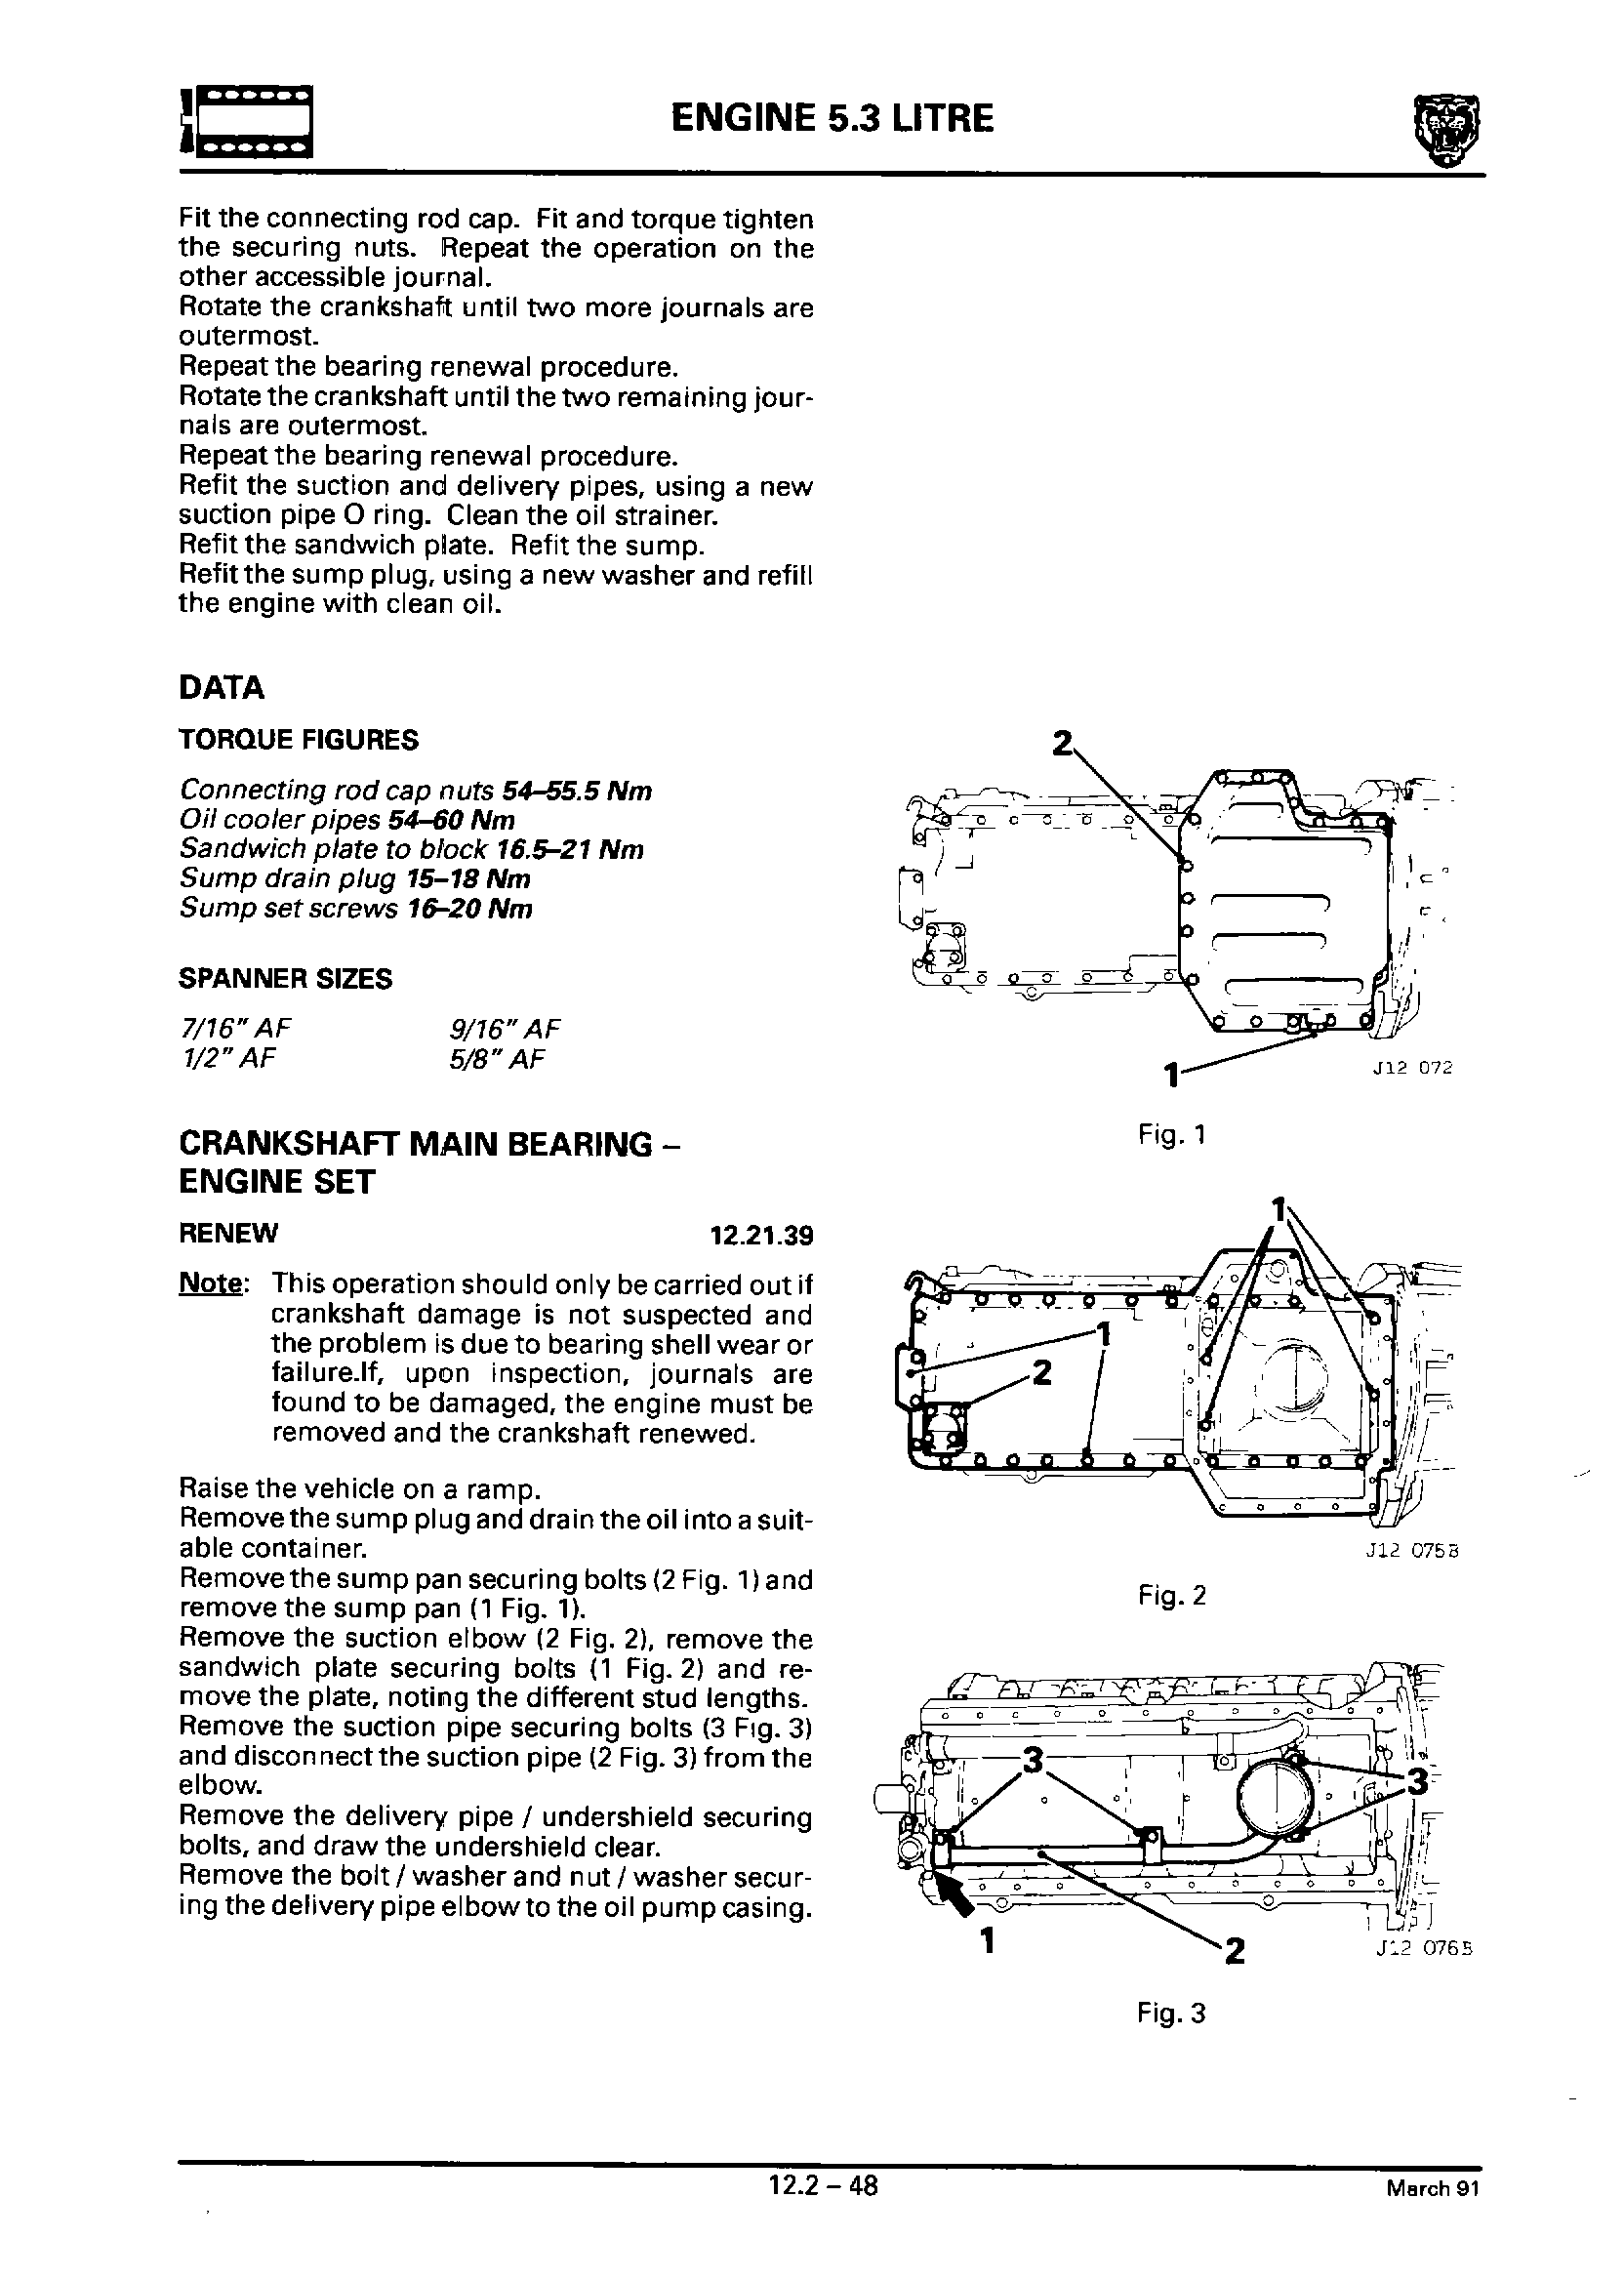 ENGINE 5.3 LITRE
Fit the connecting rod cap. Fit and torque tighten
the securing nuts. Repeat the operation on the
other accessible journal.
Rotate the crankshaft until two more journals are
outermost.
Repeat the bearing renewal procedure.
Rotate the crankshaft until the two remaining jour-
nals are outermost.
Repeat the bearing renewal procedure.
Refit the suction and delivery pipes, using a new
suction pipe O ring. Clean the oil strainer.
Refit the sandwich plate. Refit the sump.
Refit the sump plug, using a new washer and refill
the engine with clean oil.
DATA
TORQUE FIGURES
Connecting rod cap nuts 54–55.5 Nm
Oil cooler pipes 54–60 Nm
Sandwich plate to block 16.5–21 Nm
Sump drain plug 15–18 Nm
Sump set screws 16–20 Nm
SPANNER SIZES
7/16" AF 9/16" AF
1/2" AF 5/8" AF
CRANKSHAFT MAIN BEARING –
ENGINE SET
RENEW 12.21.39
Note: This operation should only be carried out if
crankshaft damage is not suspected and
the problem is due to bearing shell wear or
failure.If, upon inspection, journals are
found to be damaged, the engine must be
removed and the crankshaft renewed.
Raise the vehicle on a ramp.
Remove the sump plug and drain the oil into a suit-
able container.
Remove the sump pan securing bolts (2 Fig. 1) and
remove the sump pan (1 Fig. 1).
Remove the suction elbow (2 Fig. 2), remove the
sandwich plate securing bolts (1 Fig. 2) and re-
move the plate, noting the different stud lengths.
Remove the suction pipe securing bolts (3 Fig. 3)
and disconnect the suction pipe (2 Fig. 3) from the
elbow.
Remove the delivery pipe / undershield securing
bolts, and draw the undershield clear.
Remove the bolt / washer and nut / washer secur-
ing the delivery pipe elbow to the oil pump casing.
2
1
J12 072
Fig. 1
1
1
2
J12 075B
Fig. 2
3
3
1
2
J12 076B
Fig. 3
12.2 – 48
March 91